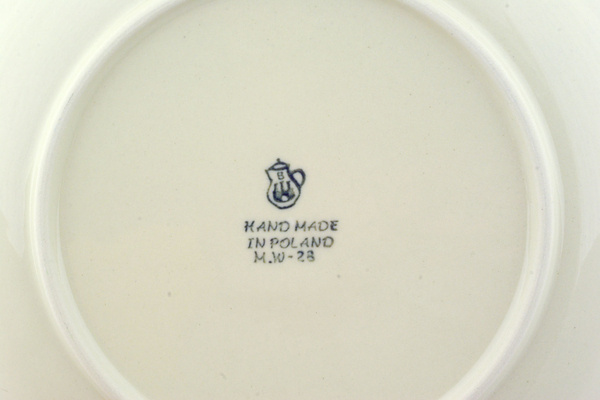 B
HAND MADE
IN POLAND
M.W-28